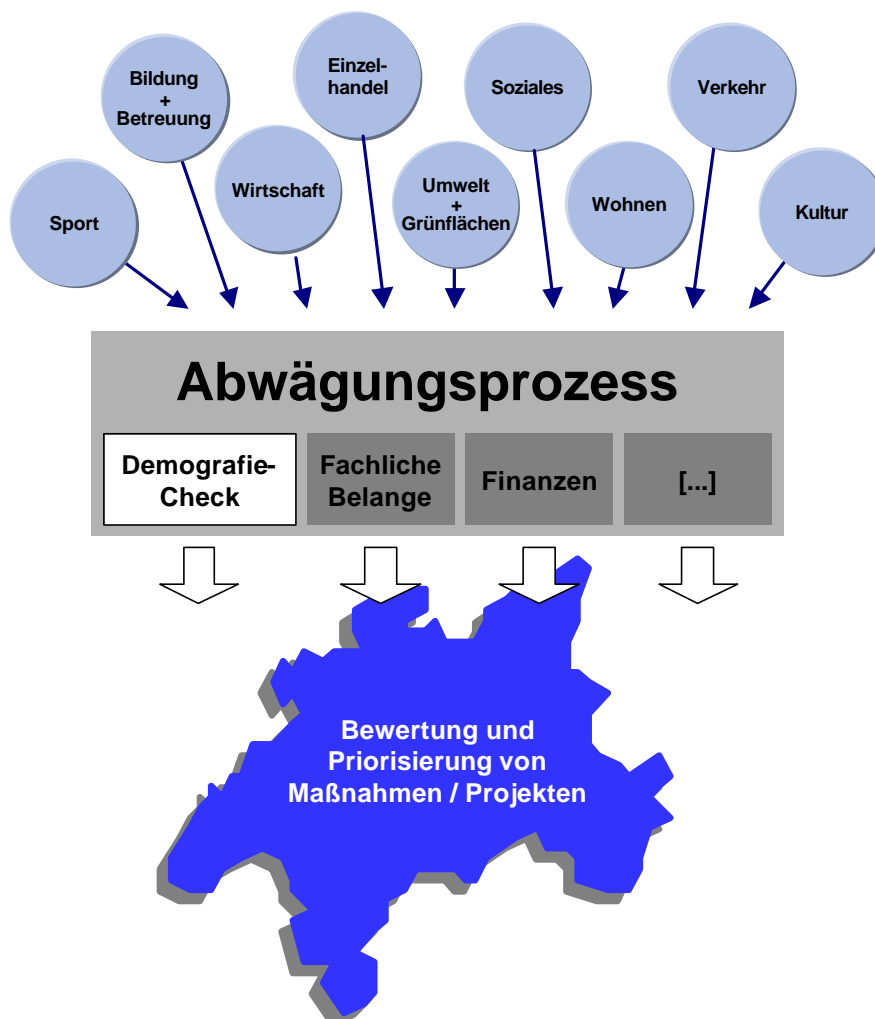 Bildung
+
Betreuung
Einzel-
handel
Soziales
Verkehr
Sport
Wirtschaft
Umwelt
+
Grünflächen
Wohnen
Kultur
Abwägungsprozess
Demografie-
Check
Fachliche
Belange
Finanzen
[...]
Bewertung und
Priorisierung von
Maßnahmen / Projekten